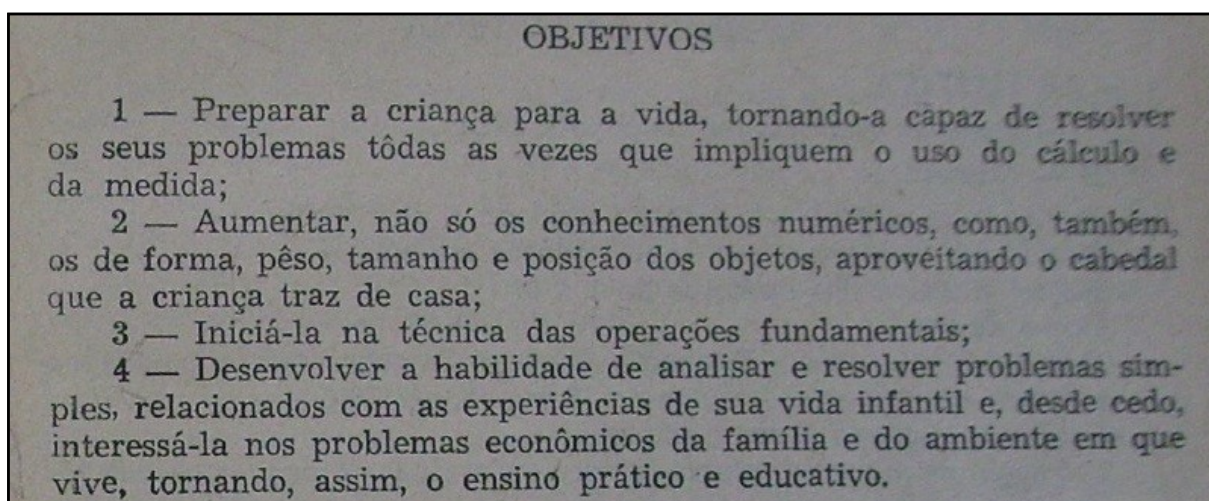 OBJETIVOS
1 — Preparar a criança para a vida, tornando-a capaz de resolver
os seus problemas tôdas as vezes que impliquem o uso do cálculo e
da medida;
2 — Aumentar, não só os conhecimentos numéricos, como, também,
os de forma, pêso, tamanho e posição dos objetos, aproveitando o cabedal
que a criança traz de casa;
3 — Iniciá-la na técnica das operações fundamentais;
4 — Desenvolver a habilidade de analisar e resolver problemas sim-
ples, relacionados com as experiências de sua vida infantil e, desde cedo,
interessá-la nos problemas econômicos da família e do ambiente em que
vive, tornando, assim, o ensino prático e educativo.